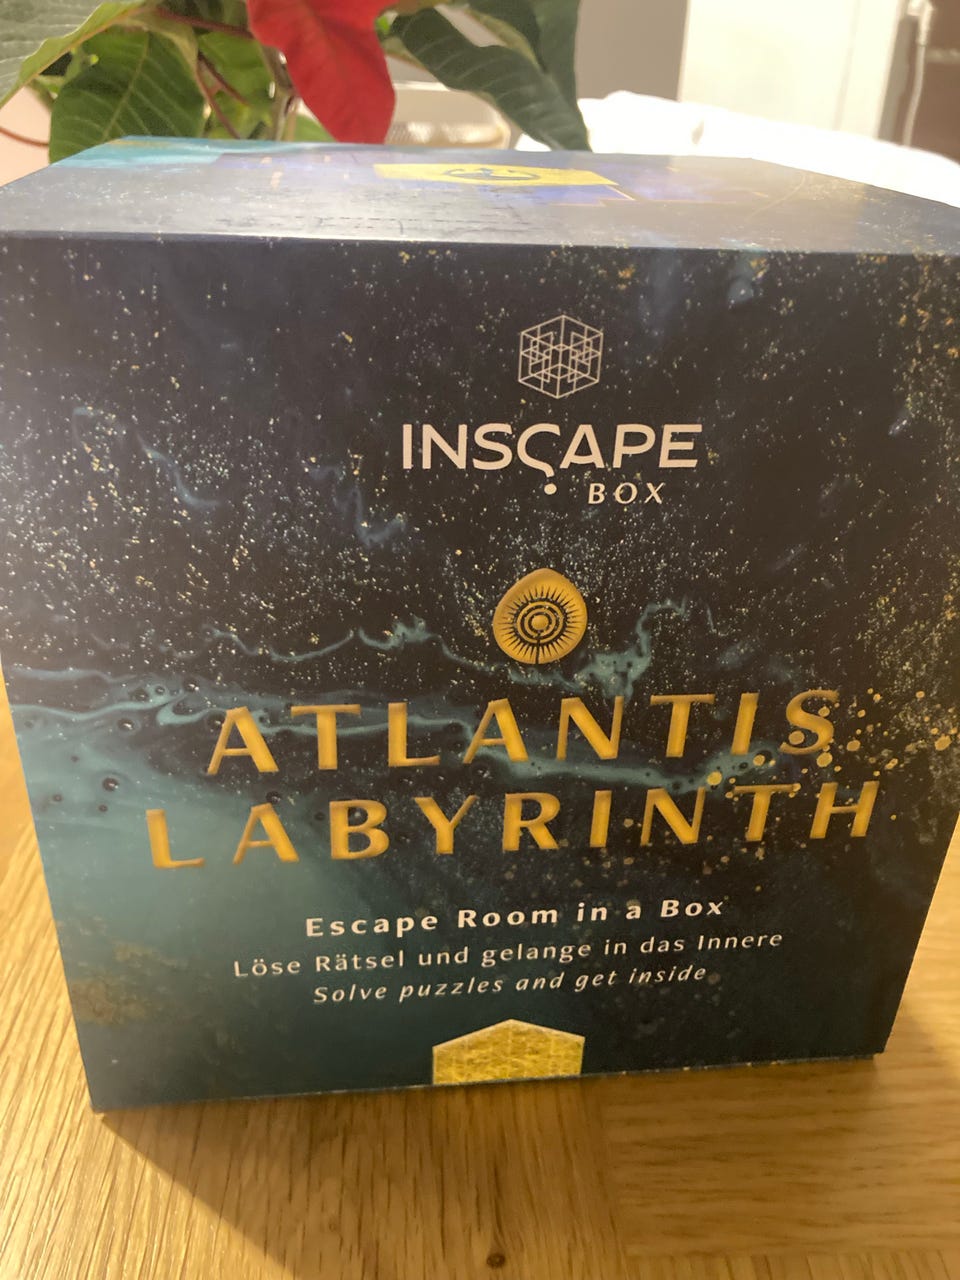 INSCAPE
BOX
ATLANTIS
LABYRINTH
Escape Room in a Box
Löse Rätsel und gelange in das Innere
Solve puzzles and get inside